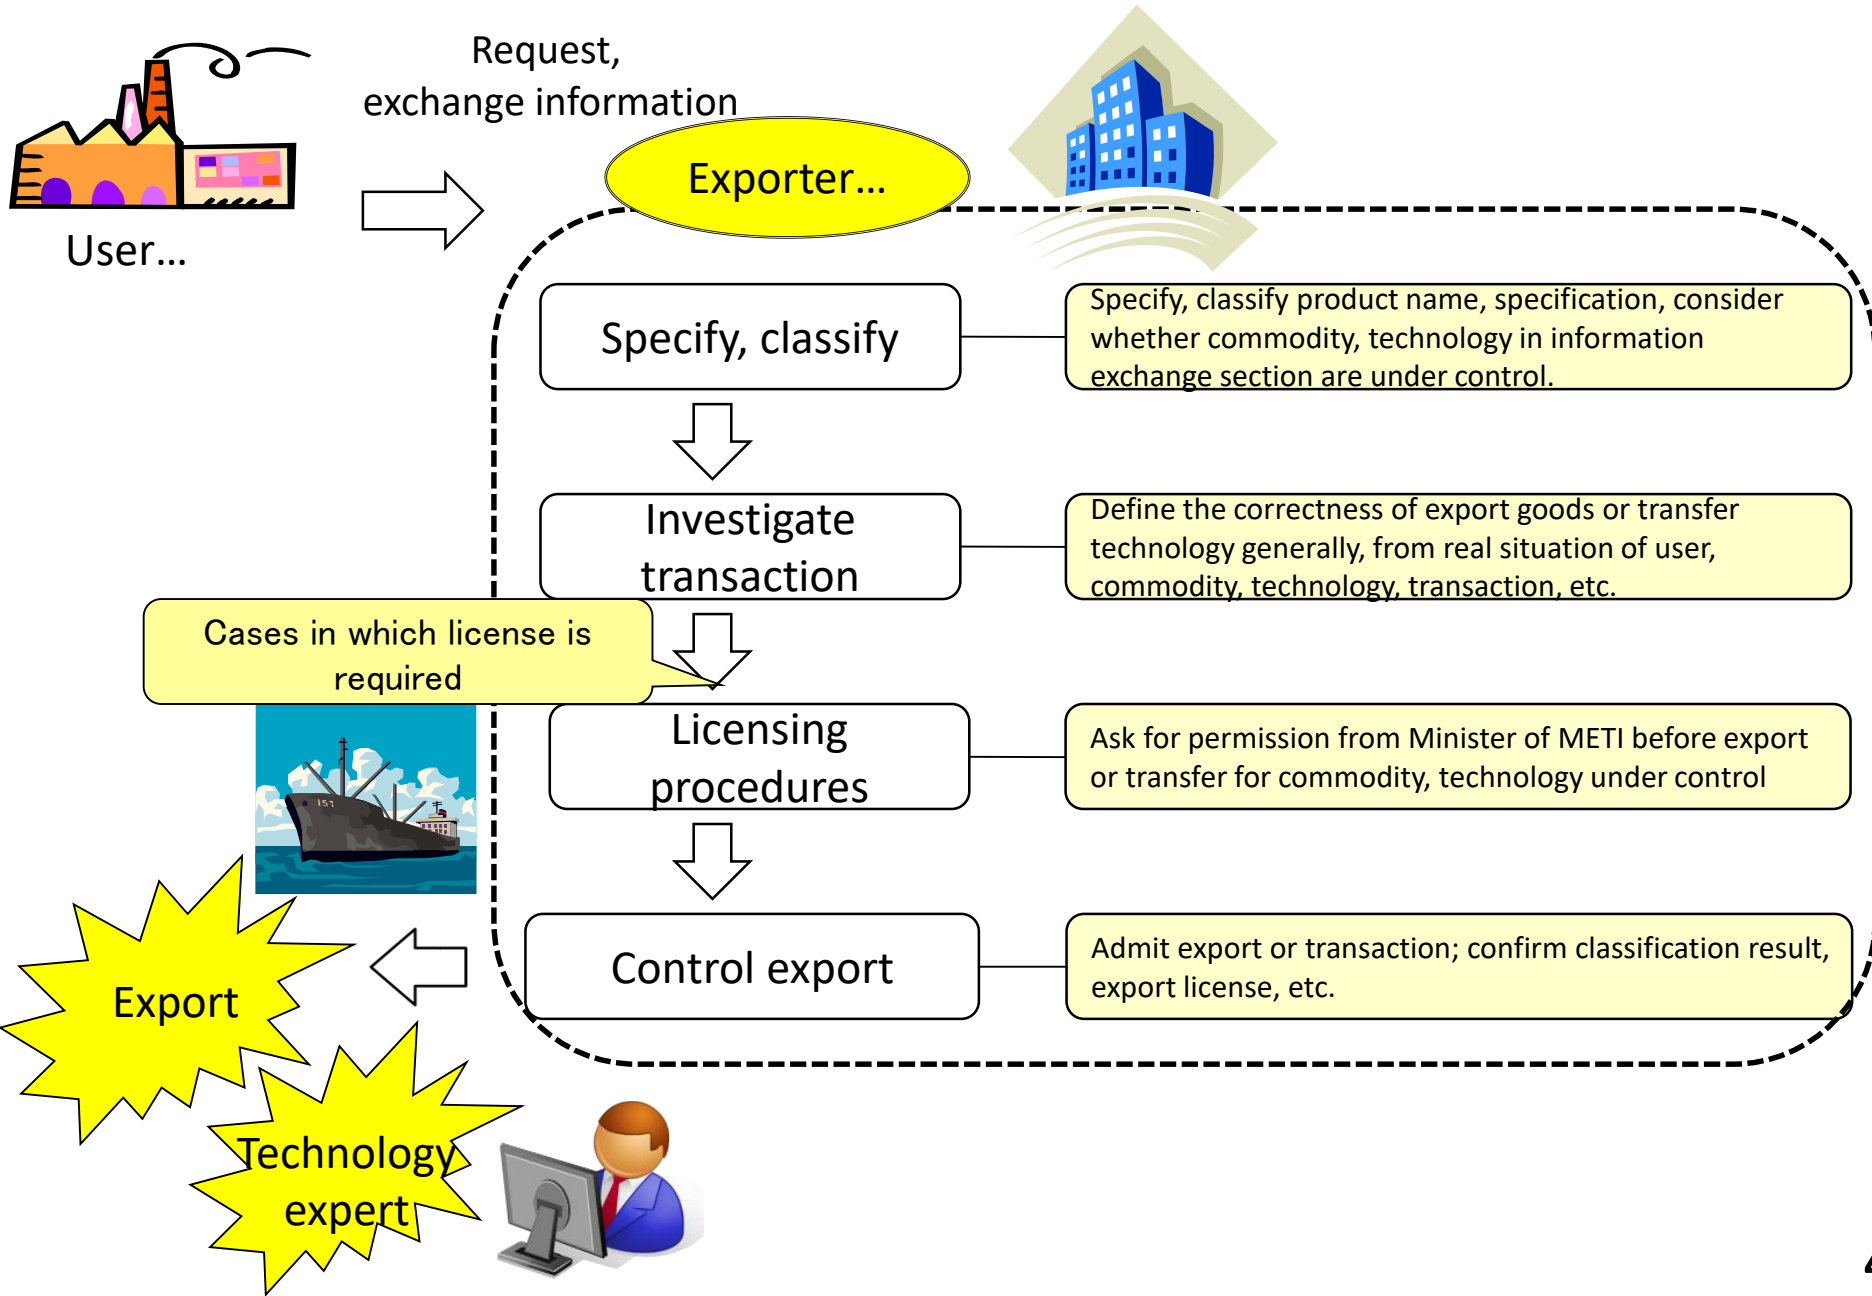 Request,
exchange information
Exporter...
User...
Specify, classify
Specify, classify product name, specification, consider
whether commodity, technology in information
exchange section are under control.
Investigate
transaction
Define the correctness of export goods or transfer
technology generally, from real situation of user,
commodity, technology, transaction, etc.
Cases in which license is
required
Licensing
procedures
Ask for permission from Minister of METI before export
or transfer for commodity, technology under control
157
Control export
Admit export or transaction; confirm classification result,
export license, etc.
Export
Technology
expert